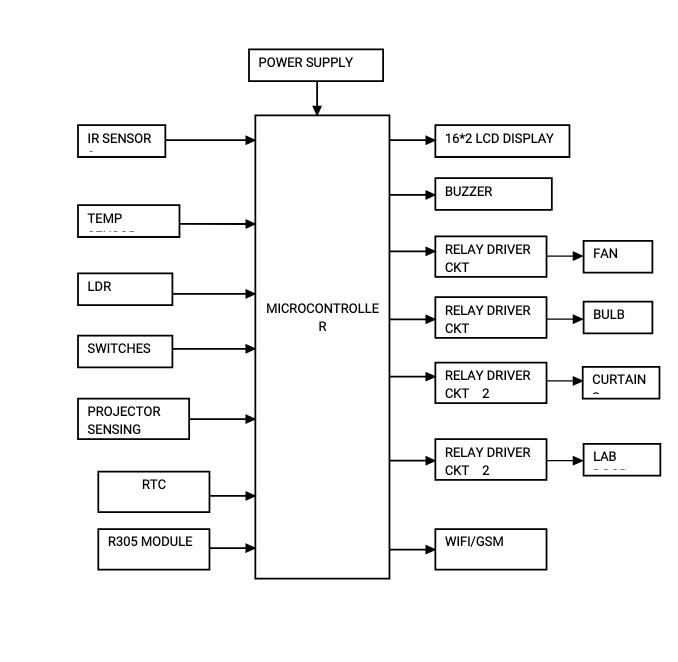 POWER SUPPLY
IR SENSOR
TEMP
LDR
SWITCHES
PROJECTOR
SENSING
RTC
R305 MODULE
MICROCONTROLLE
R
16*2 LCD DISPLAY
BUZZER
RELAY DRIVER
CKT
FAN
RELAY DRIVER
CKT
BULB
RELAY DRIVER
CKT 2
CURTAIN
RELAY DRIVER
CKT 2
LAB
WIFI/GSM